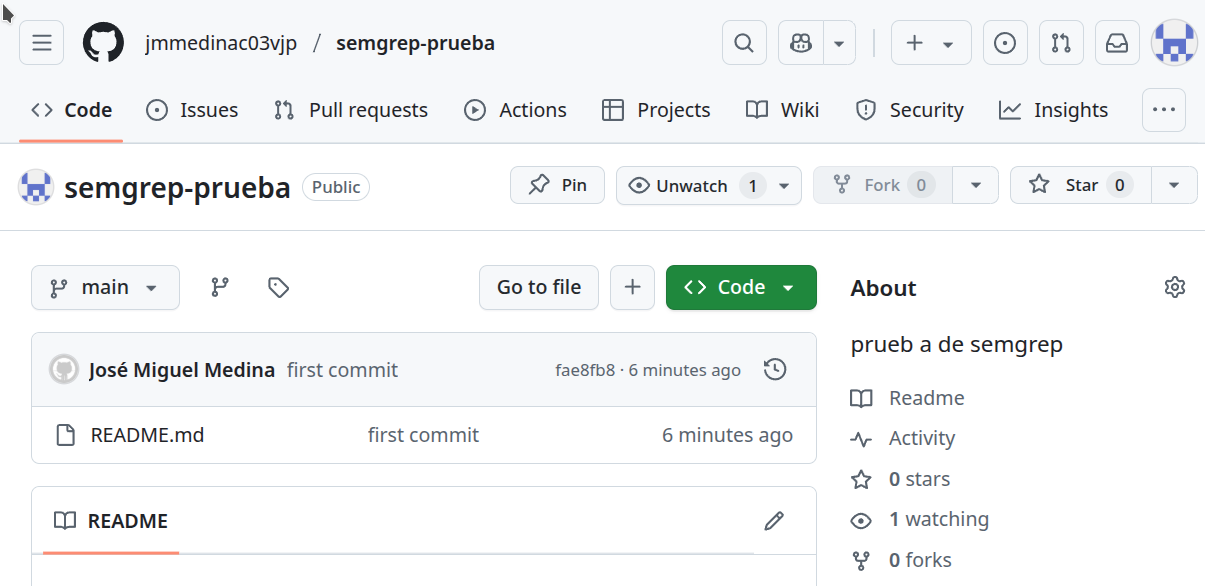 jmmedinac03vjp / semgrep-prueba
Code Issues Pull requests Actions Projects Wiki Security Insights
semgrep-prueba Public Pin Unwatch 1 Fork 0 Star 0
main Go to file Code
José Miguel Medina first commit fae8fb8 · 6 minutes ago
README.md first commit 6 minutes ago
README
About
prueb a de semgrep
Readme
Activity
0 stars
1 watching
0 forks